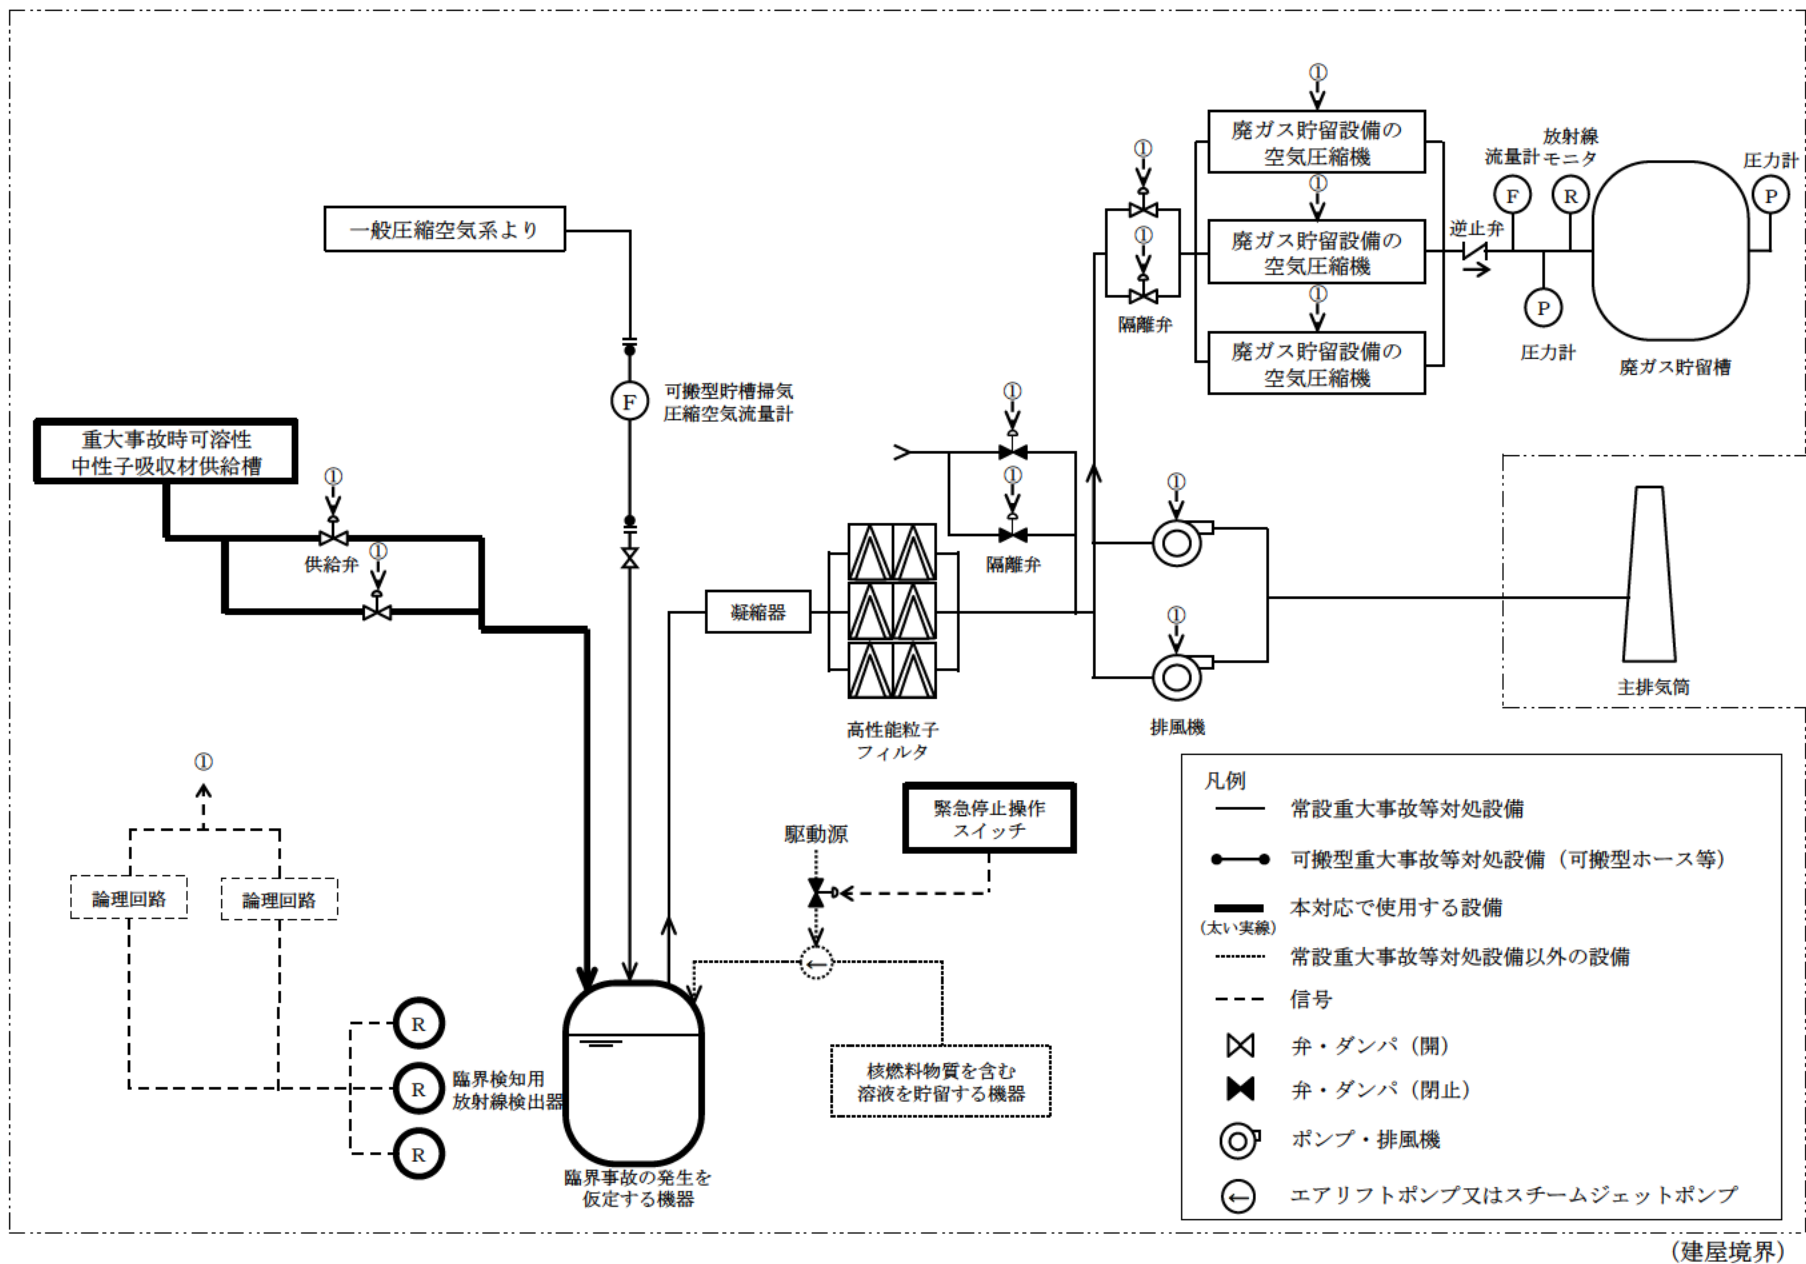 ①
廃ガス貯留設備の
空気圧縮機
①
廃ガス貯留設備の
空気圧縮機
①
廃ガス貯留設備の
空気圧縮機
①
①
隔離弁
逆止弁
流量計
F
放射線
モニタ
R
圧力計
P
P
圧力計
廃ガス貯留槽
一般圧縮空気系より
F
可搬型貯槽掃気
圧縮空気流量計
重大事故時可溶性
中性子吸収材供給槽
①
供給弁
①
①
①
隔離弁
凝縮器
高性能粒子
フィルタ
①
①
排風機
主排気筒
①
論理回路
論理回路
R
R
R
臨界検知用
放射線検出器
臨界事故の発生を
仮定する機器
駆動源
緊急停止操作
スイッチ
←
核燃料物質を含む
溶液を貯留する機器
凡例
常設重大事故等対処設備
可搬型重大事故等対処設備（可搬型ホース等）
本対応で使用する設備
(太い実線)
常設重大事故等対処設備以外の設備
信号
弁・ダンパ（開）
弁・ダンパ（閉止）
ポンプ・排風機
←
エアリフトポンプ又はスチームジェットポンプ
（建屋境界）